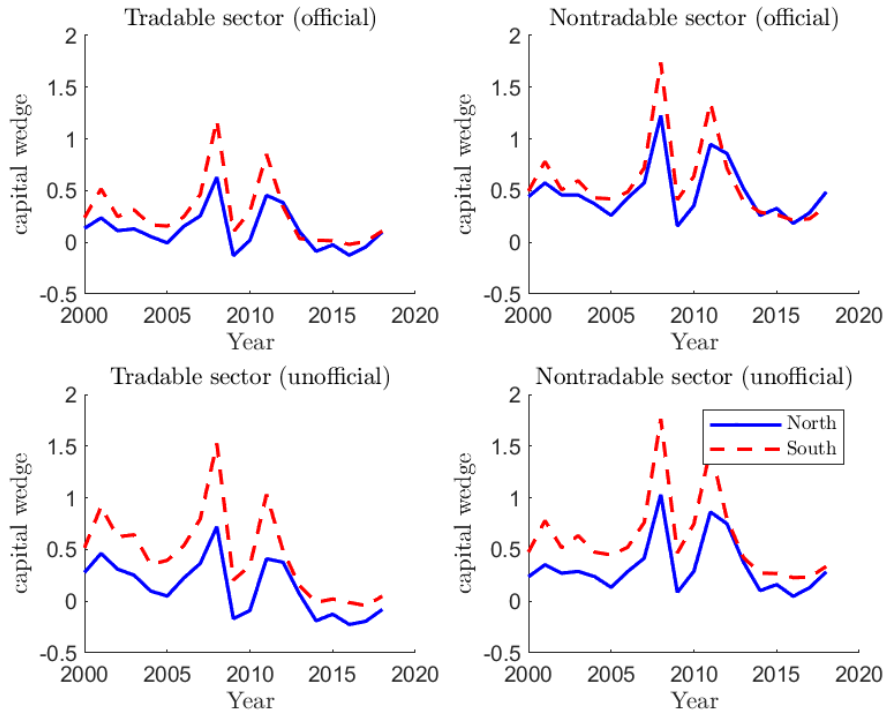 Tradable sector (official)
2
1.5
1
0.5
0
-0.5
capital wedge
2000 2005 2010 2015 2020
Year
Nontradable sector (official)
2
1.5
1
0.5
0
-0.5
capital wedge
2000 2005 2010 2015 2020
Year
Tradable sector (unofficial)
2
1.5
1
0.5
0
-0.5
capital wedge
2000 2005 2010 2015 2020
Year
Nontradable sector (unofficial)
2
1.5
1
0.5
0
-0.5
capital wedge
North
South
2000 2005 2010 2015 2020
Year